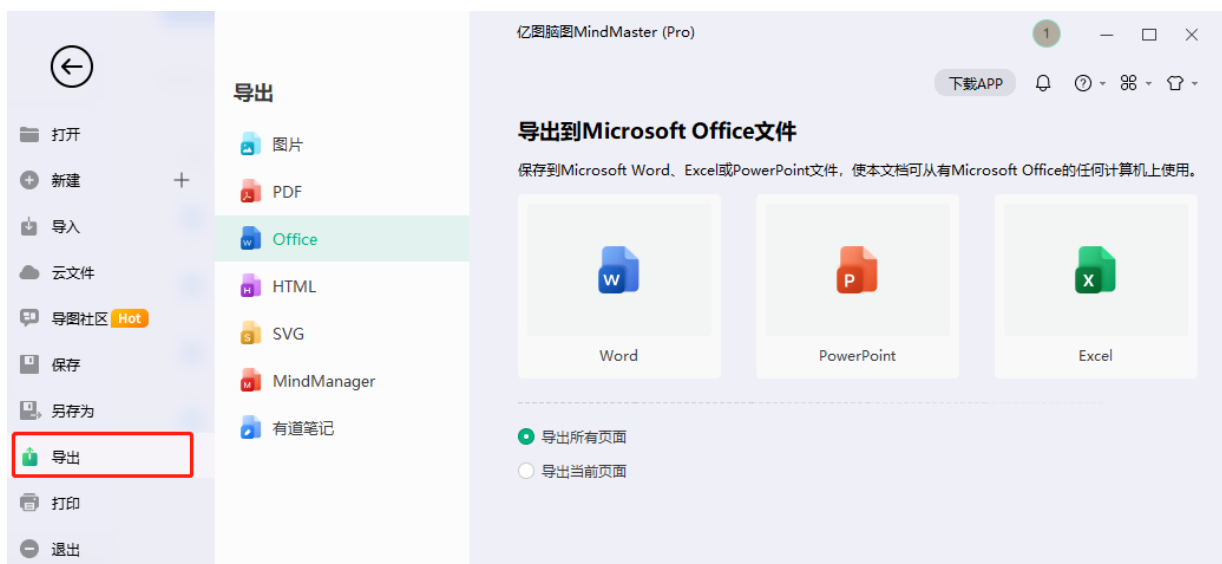 打开
新建
导入
云文件
导图社区 Hot
保存
另存为
导出
打印
退出
导出
图片
PDF
Office
HTML
SVG
MindManager
有道笔记
亿图脑图MindMaster (Pro)
1
下载APP
导出到Microsoft Office文件
保存到Microsoft Word、Excel或PowerPoint文件，使本文档可从有Microsoft Office的任何计算机上使用。
W
Word
P
PowerPoint
X
Excel
导出所有页面
导出当前页面